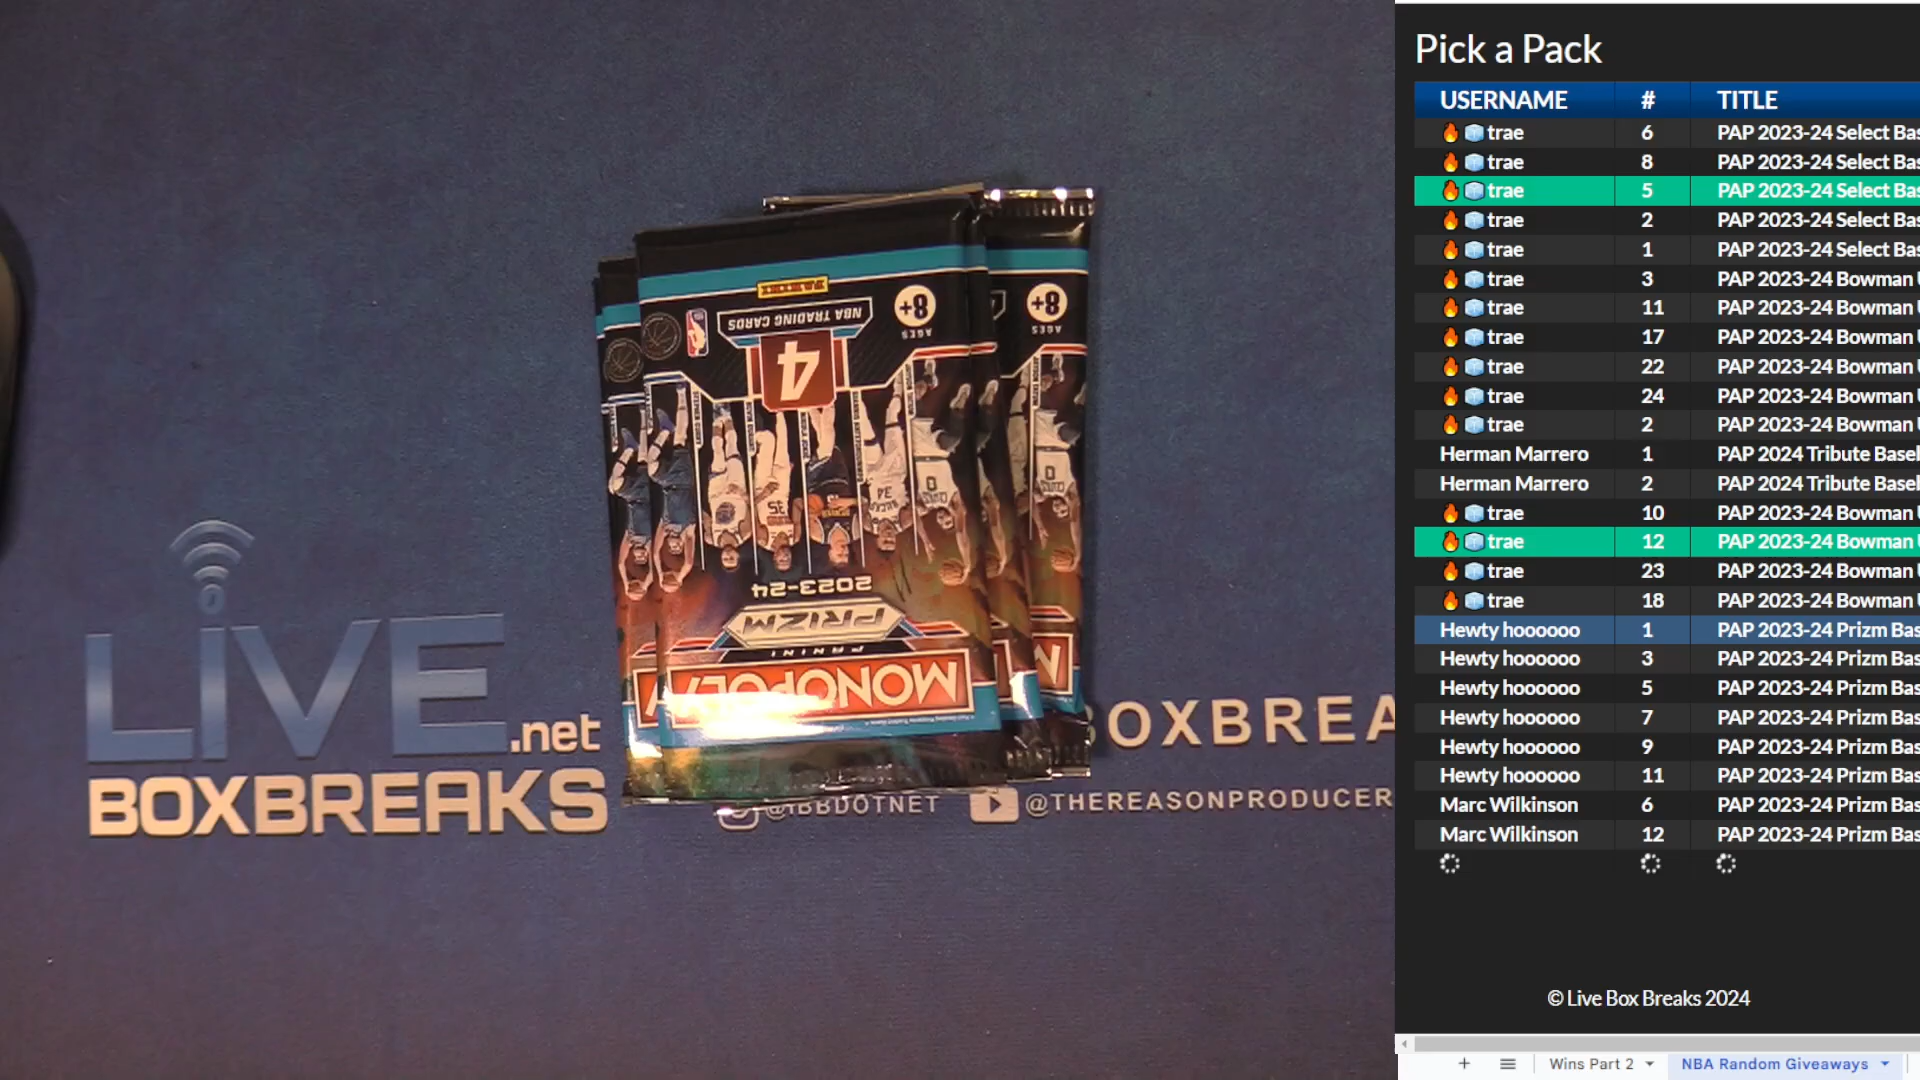 Pick a Pack
USERNAME # TITLE
🔥🧊trae 6 PAP 2023-24 Select Bas
🔥🧊trae 8 PAP 2023-24 Select Bas
🔥🧊trae 5 PAP 2023-24 Select Bas
🔥🧊trae 2 PAP 2023-24 Select Bas
🔥🧊trae 1 PAP 2023-24 Select Bas
🔥🧊trae 3 PAP 2023-24 Bowman U
🔥🧊trae 11 PAP 2023-24 Bowman U
🔥🧊trae 17 PAP 2023-24 Bowman U
🔥🧊trae 22 PAP 2023-24 Bowman U
🔥🧊trae 24 PAP 2023-24 Bowman U
🔥🧊trae 2 PAP 2023-24 Bowman U
Herman Marrero 1 PAP 2024 Tribute Baseb
Herman Marrero 2 PAP 2024 Tribute Baseb
🔥🧊trae 10 PAP 2023-24 Bowman U
🔥🧊trae 12 PAP 2023-24 Bowman U
🔥🧊trae 23 PAP 2023-24 Bowman U
🔥🧊trae 18 PAP 2023-24 Bowman U
Hewty hoooooo 1 PAP 2023-24 Prizm Bas
Hewty hoooooo 3 PAP 2023-24 Prizm Bas
Hewty hoooooo 5 PAP 2023-24 Prizm Bas
Hewty hoooooo 7 PAP 2023-24 Prizm Bas
Hewty hoooooo 9 PAP 2023-24 Prizm Bas
Hewty hoooooo 11 PAP 2023-24 Prizm Bas
Marc Wilkinson 6 PAP 2023-24 Prizm Bas
Marc Wilkinson 12 PAP 2023-24 Prizm Bas
© Live Box Breaks 2024
Wins Part 2
NBA Random Giveaways
MONOPOLY
PANINI
PRIZM
2023-24
4
NBA TRADING CARDS
AGES
8+
AGES
8+
PANINI
LiVE.net
BOXBREAKS
BOXBREA
@IBBDOTNET
@THEREASONPRODUCER